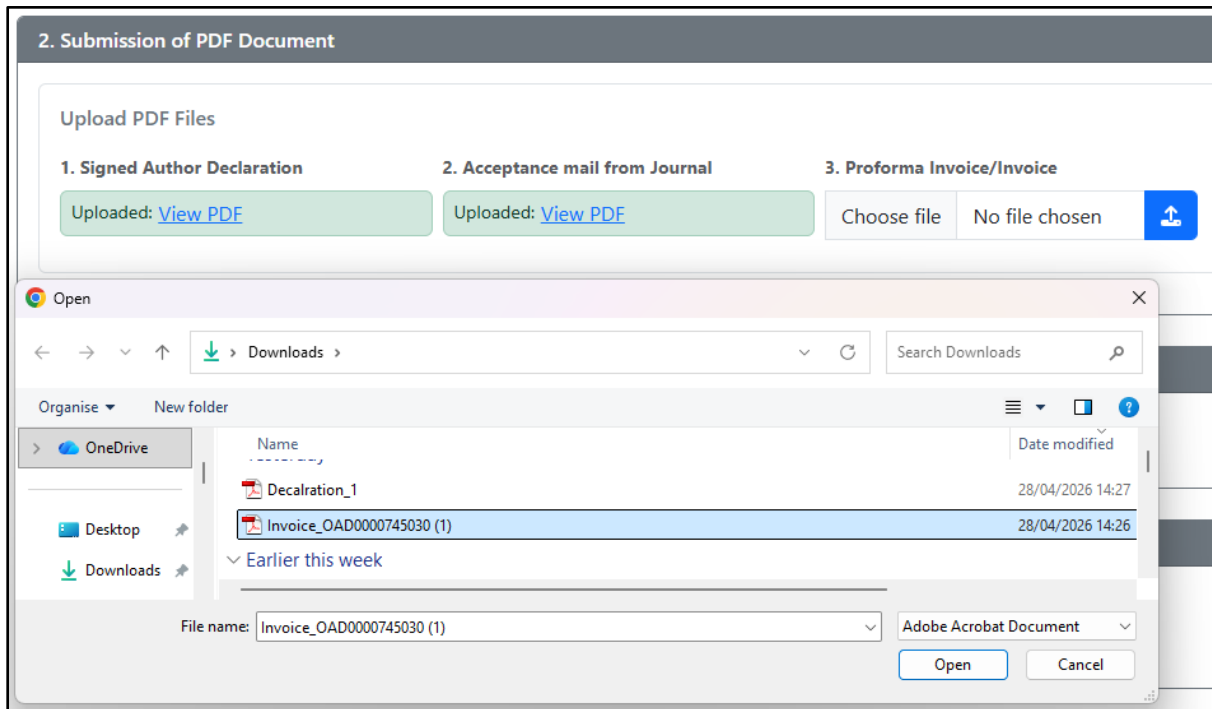 2. Submission of PDF Document
Upload PDF Files
1. Signed Author Declaration
2. Acceptance mail from Journal
3. Proforma Invoice/Invoice
Uploaded: View PDF
Uploaded: View PDF
Choose file No file chosen
Open
Downloads
Search Downloads
Organise
New folder
OneDrive
Name
Date modified
Yesterday
Decalration_1
28/04/2026 14:27
Desktop
Invoice_OAD0000745030 (1)
28/04/2026 14:26
Downloads
Earlier this week
File name: Invoice_OAD0000745030 (1)
Adobe Acrobat Document
Open
Cancel